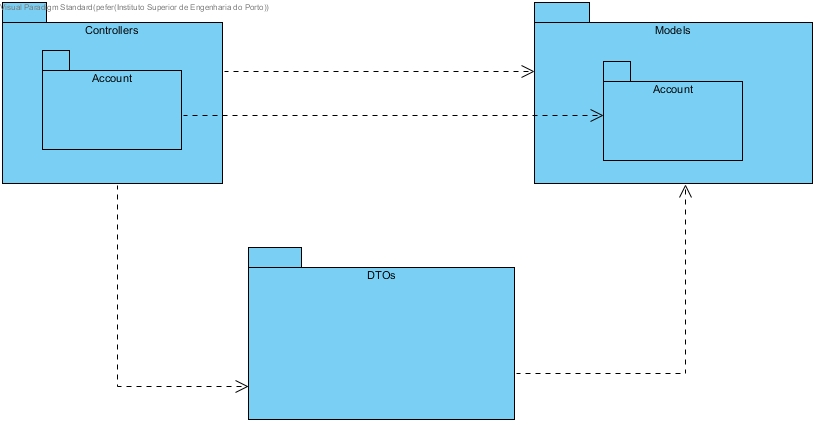 Visual Paradigm Standard(pefer(Instituto Superior de Engenharia do Porto))
Controllers
Models
Account
Account
DTOs